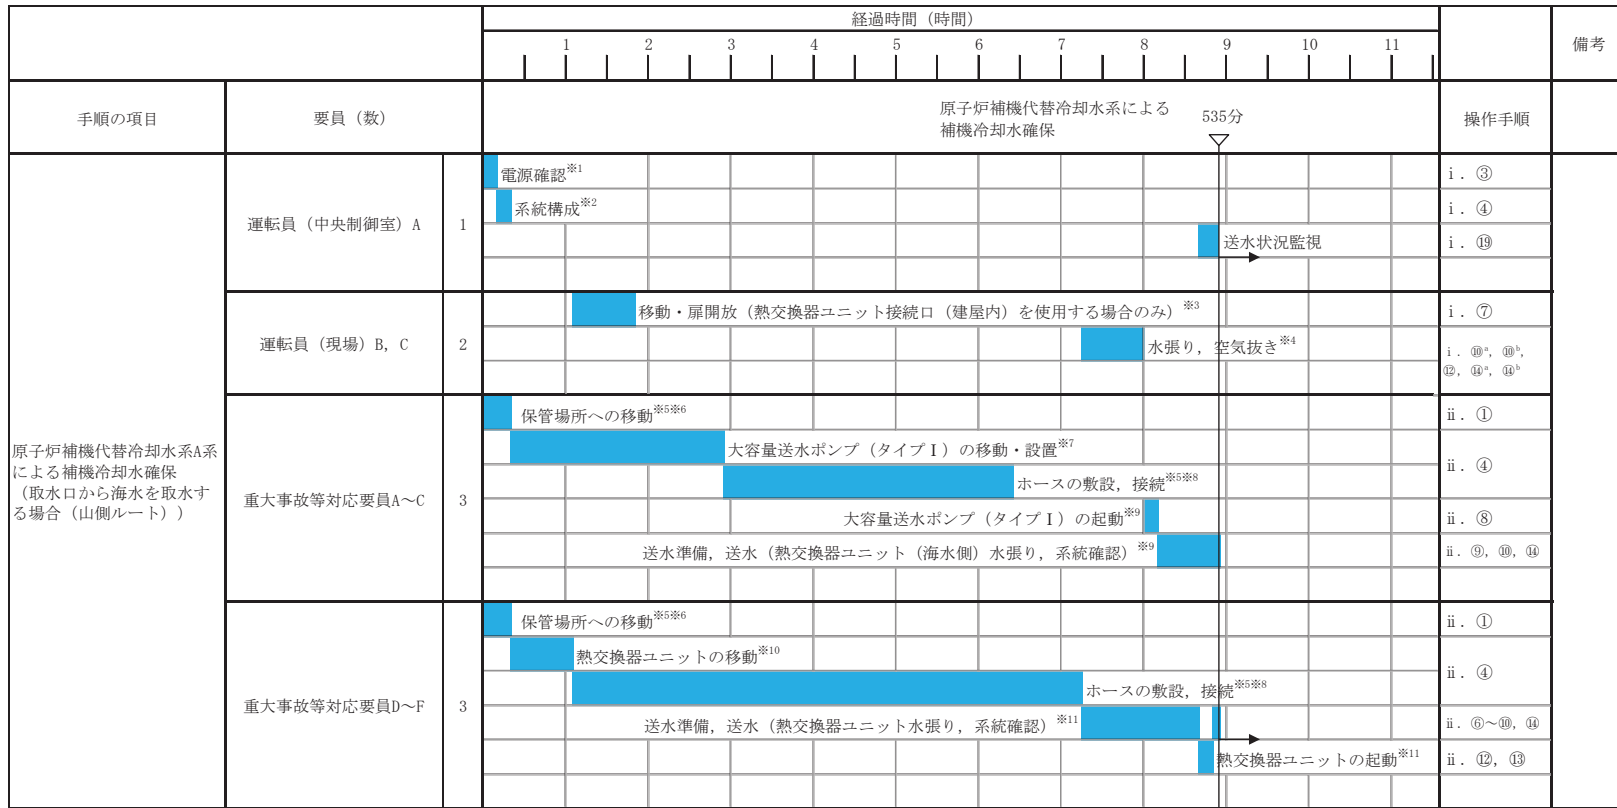 経過時間（時間）
備考
1 2 3 4 5 6 7 8 9 10 11
手順の項目
要員（数）
原子炉補機代替冷却水系による
補機冷却水確保
535分
操作手順
原子炉補機代替冷却水系A系
による補機冷却水確保
（取水口から海水を取水す
る場合（山側ルート））
運転員（中央制御室）A
1
電源確認※1
ⅰ．③
系統構成※2
ⅰ．④
送水状況監視
ⅰ．⑲
運転員（現場）B，C
2
移動・扉開放（熱交換器ユニット接続口（建屋内）を使用する場合のみ）※3
ⅰ．⑦
水張り，空気抜き※4
ⅰ．⑩a，⑩b，
⑫，⑭a，⑭b
重大事故等対応要員A～C
3
保管場所への移動※5※6
ⅱ．①
大容量送水ポンプ（タイプⅠ）の移動・設置※7
ⅱ．④
ホースの敷設，接続※5※8
大容量送水ポンプ（タイプⅠ）の起動※9
ⅱ．⑧
送水準備，送水（熱交換器ユニット（海水側）水張り，系統確認）※9
ⅱ．⑨，⑩，⑭
重大事故等対応要員D～F
3
保管場所への移動※5※6
ⅱ．①
熱交換器ユニットの移動※10
ⅱ．④
ホースの敷設，接続※5※8
送水準備，送水（熱交換器ユニット水張り，系統確認）※11
ⅱ．⑥～⑩，⑭
熱交換器ユニットの起動※11
ⅱ．⑫，⑬